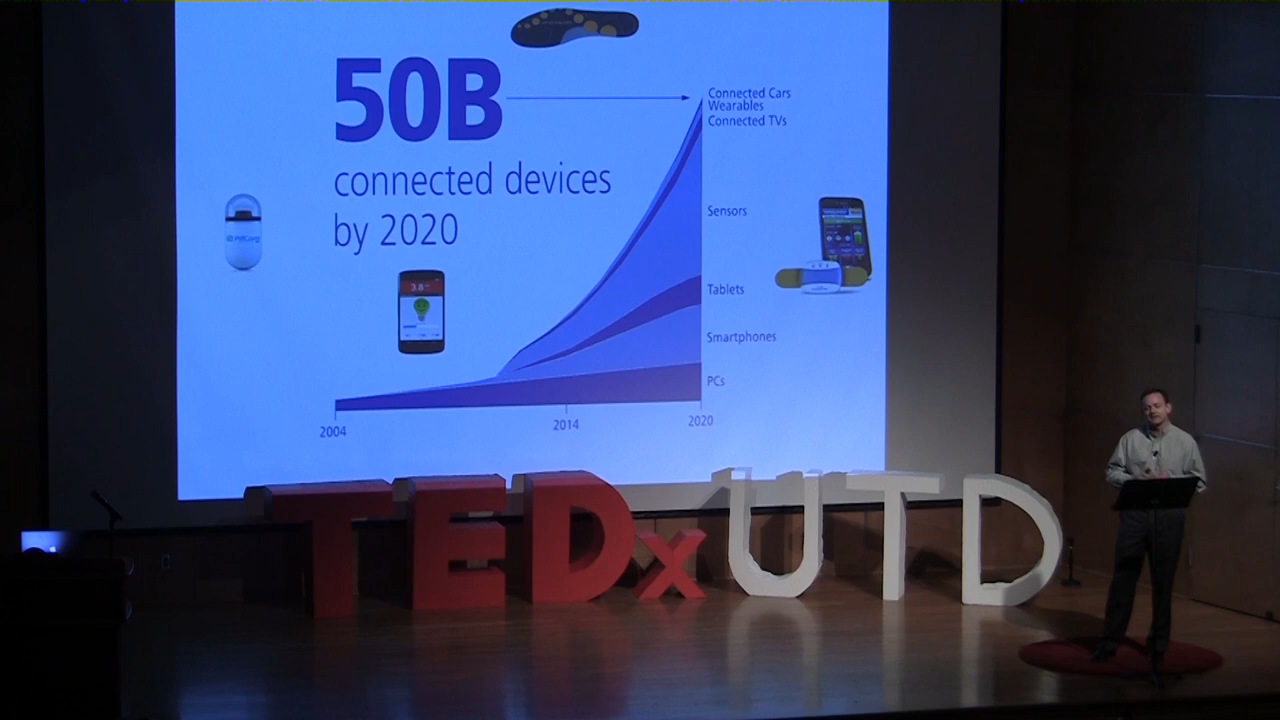 50B
connected devices
by 2020
Connected Cars
Wearables
Connected TVs
Sensors
Tablets
Smartphones
PCs
2004
2014
2020
3.8
TEDxUTD